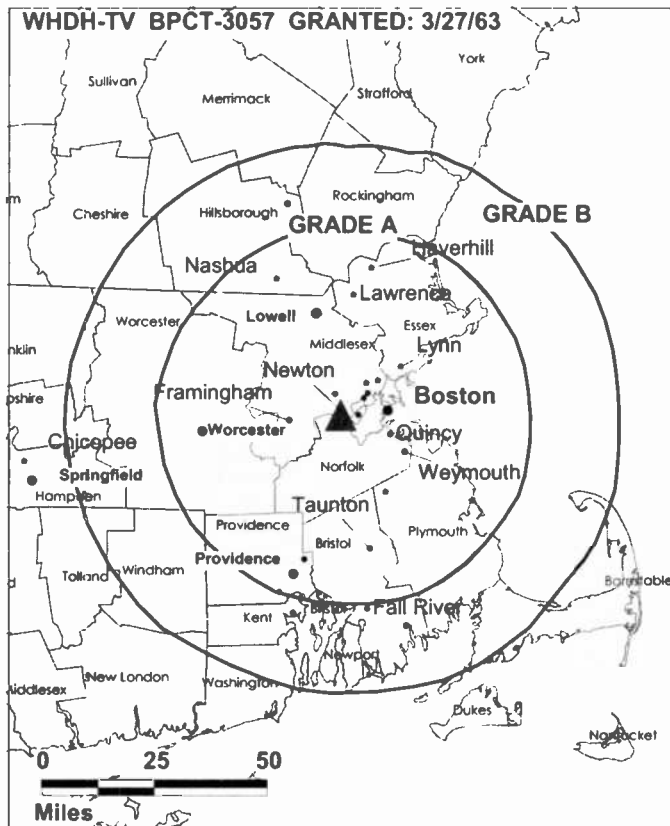 WHDH-TV BPCT-3057 GRANTED: 3/27/63
York
Sullivan
Merrimack
Strafford
Rockingham
Cheshire
Hillsborough
GRADE B
GRADE A
Haverhill
Nashua
Lawrence
Worcester
Lowell
Essex
Middlesex
Lynn
Newton
Framingham
Boston
Worcester
Quincy
Chicopee
Norfolk
Weymouth
Springfield
Hampden
Taunton
Providence
Plymouth
Bristol
Providence
Tolland
Windham
Barnstable
Fall River
Kent
Newport
New London
Washington
Dukes
Nantucket
0 25 50
Miles